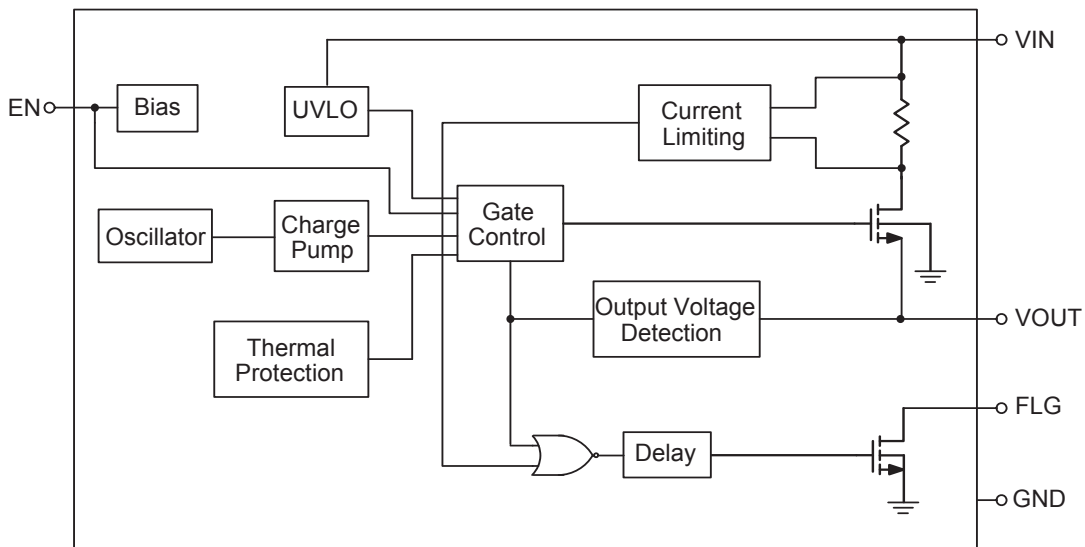 VIN
EN
Bias
UVLO
Current
Limiting
Oscillator
Charge
Pump
Gate
Control
Output Voltage
Detection
VOUT
Thermal
Protection
FLG
Delay
GND